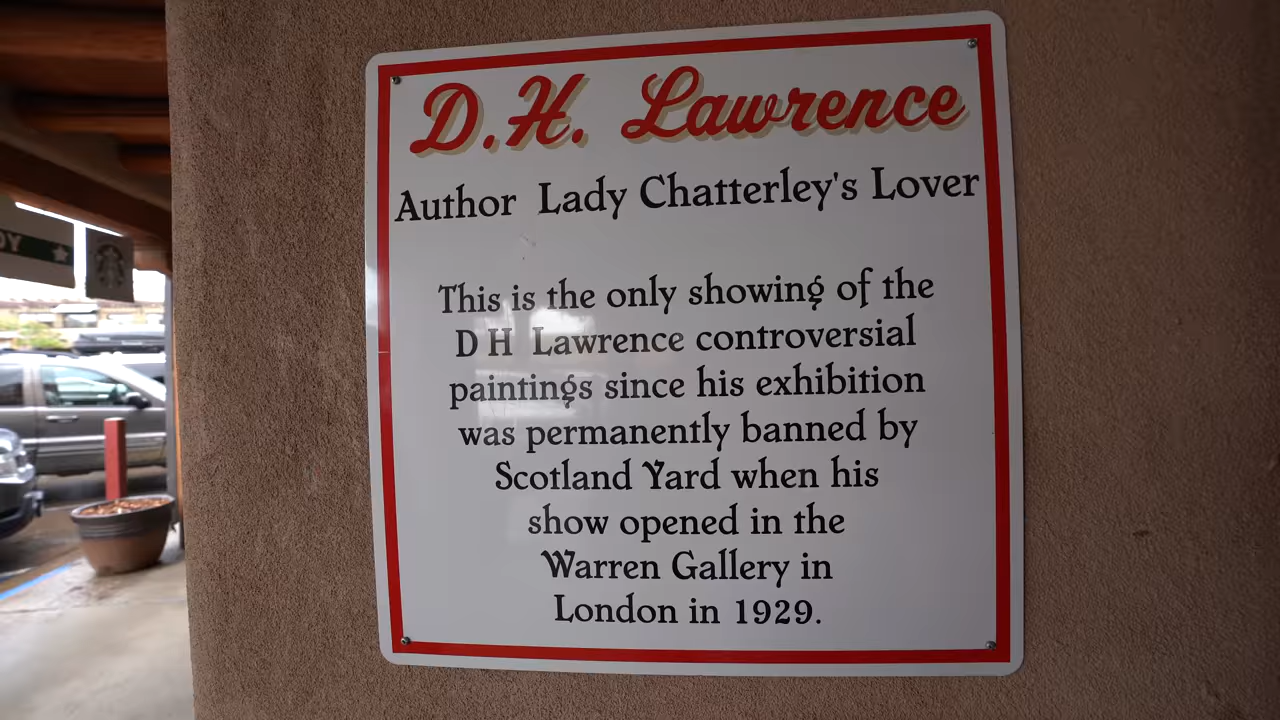 D.H. Lawrence
Author Lady Chatterley's Lover
This is the only showing of the
D H Lawrence controversial
paintings since his exhibition
was permanently banned by
Scotland Yard when his
show opened in the
Warren Gallery in
London in 1929.